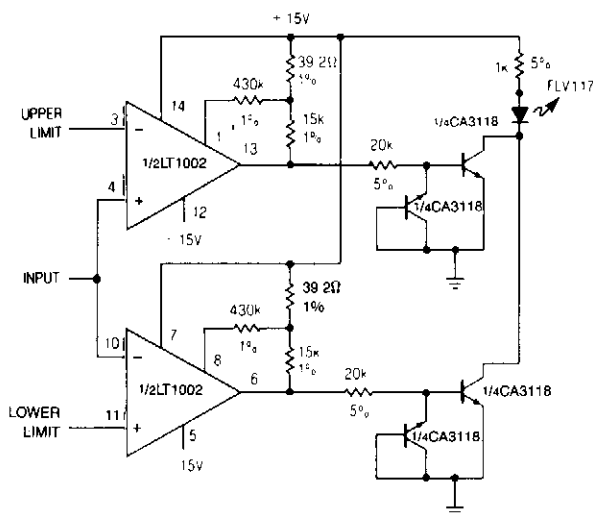 + 15V
39 2Ω
1%
1K
5%
FLV117
430k
1%
15k
1%
14
UPPER
LIMIT
3
1
1/2LT1002
13
20k
5%
1/4CA3118
4
12
15V
1/4CA3118
INPUT
7
39 2Ω
1%
430k
1%
15k
1%
10
8
1/2LT1002
6
20k
5%
1/4CA3118
LOWER
LIMIT
11
5
15V
1/4CA3118